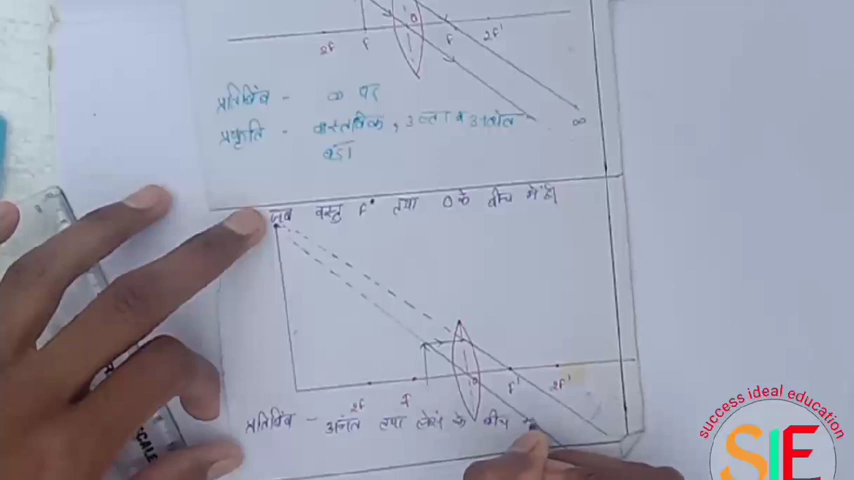 O
2F F F' 2F'
प्रतिबिंब - ∞ पर
∞
प्रकृति - वास्तविक, उल्टा व अत्यंत
बड़ा
जब वस्तु F' तथा O के बीच में हो
2F F O F' 2F'
प्रतिबिंब - अनंत तथा लेंस के बीच
SCALE
success ideal education
SIE